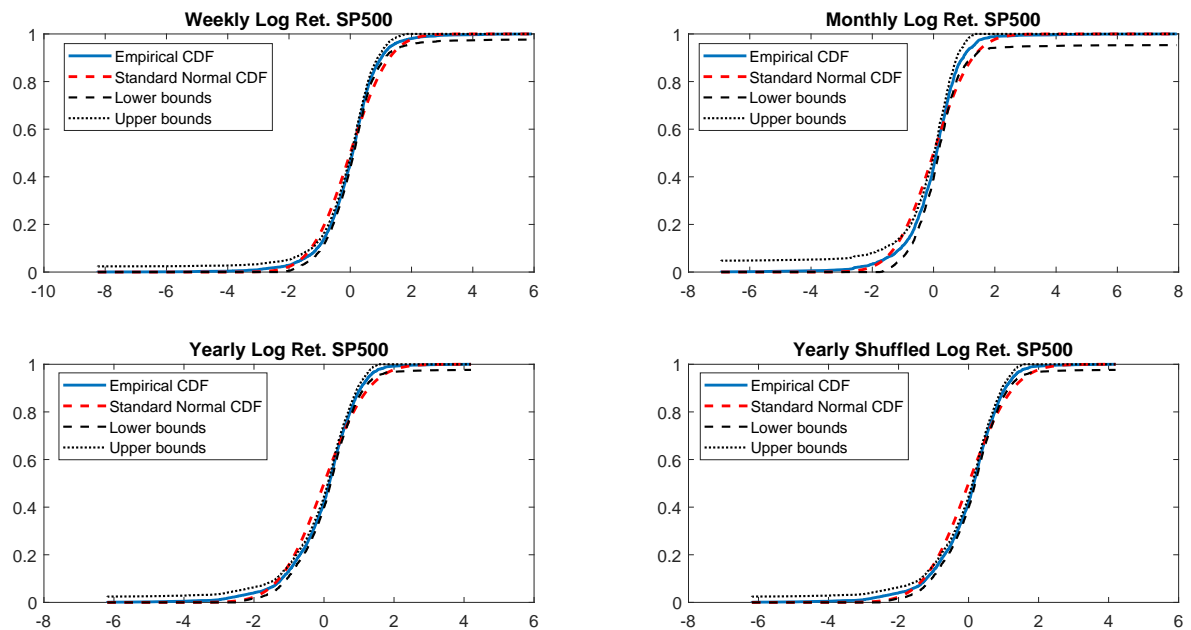 Weekly Log Ret. SP500
1
0.8
0.6
0.4
0.2
0
-10 -8 -6 -4 -2 0 2 4 6
Empirical CDF
Standard Normal CDF
Lower bounds
Upper bounds
Monthly Log Ret. SP500
1
0.8
0.6
0.4
0.2
0
-8 -6 -4 -2 0 2 4 6 8
Empirical CDF
Standard Normal CDF
Lower bounds
Upper bounds
Yearly Log Ret. SP500
1
0.8
0.6
0.4
0.2
0
-8 -6 -4 -2 0 2 4 6
Empirical CDF
Standard Normal CDF
Lower bounds
Upper bounds
Yearly Shuffled Log Ret. SP500
1
0.8
0.6
0.4
0.2
0
-8 -6 -4 -2 0 2 4 6
Empirical CDF
Standard Normal CDF
Lower bounds
Upper bounds